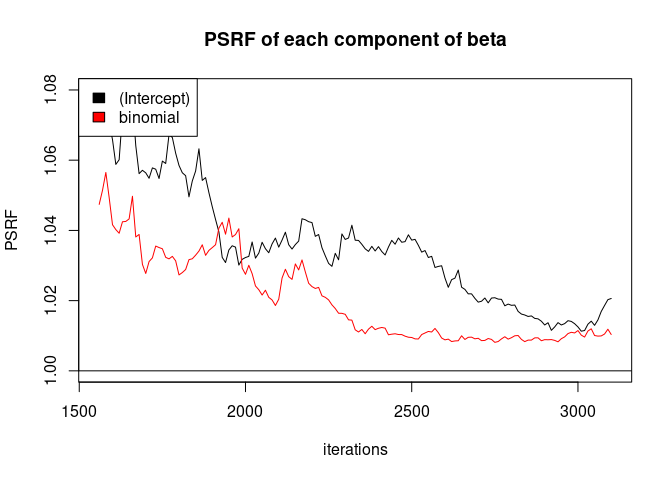 PSRF of each component of beta
(Intercept)
binomial
PSRF
1.00
1.02
1.04
1.06
1.08
1500
2000
2500
3000
iterations